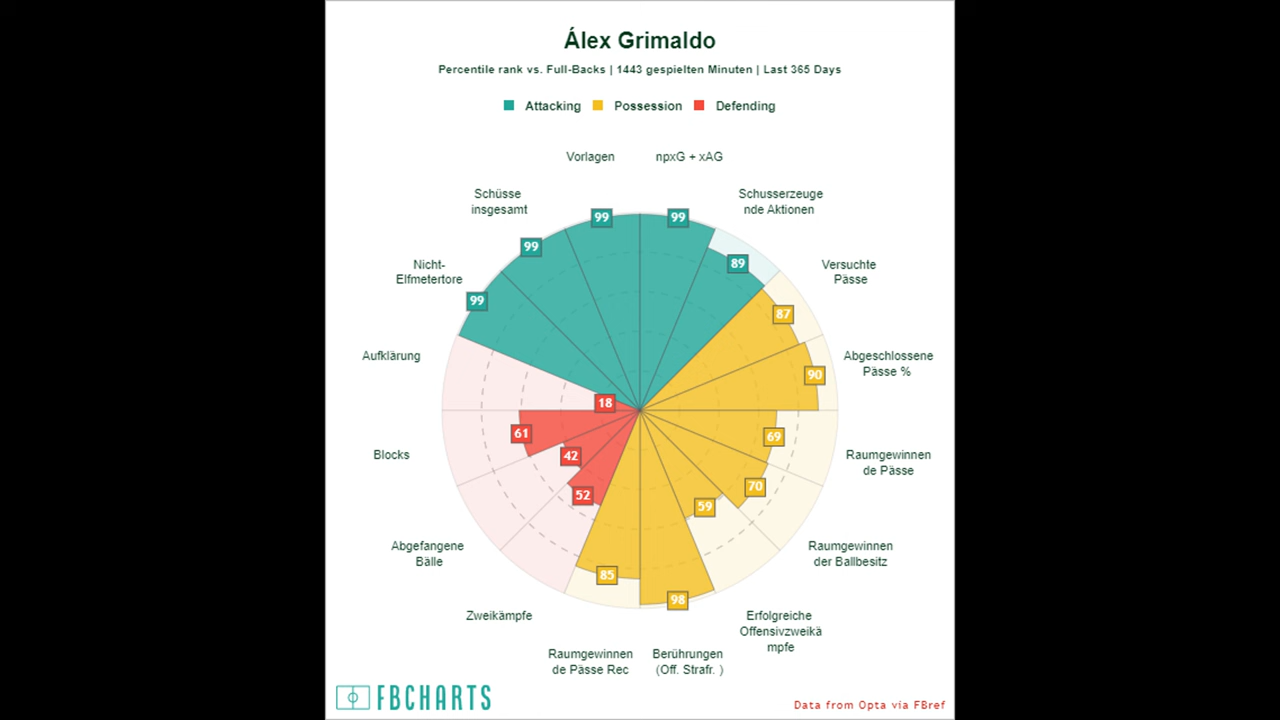 Álex Grimaldo
Percentile rank vs. Full-Backs | 1443 gespielten Minuten | Last 365 Days
Attacking Possession Defending
Vorlagen npxG + xAG
Schüsse
insgesamt
Schusserzeuge
nde Aktionen
99 99
99
89
Nicht-
Elfmetertore
Versuchte
Pässe
99
87
Aufklärung
Abgeschlossene
Pässe %
90
18
61
69
Blocks
Raumgewinnen
de Pässe
42
70
52
59
Abgefangene
Bälle
Raumgewinnen
der Ballbesitz
85
98
Zweikämpfe
Erfolgreiche
Offensivzweikä
mpfe
Raumgewinnen
de Pässe Rec
Berührungen
(Off. Strafr. )
FBCHARTS
Data from Opta via FBref